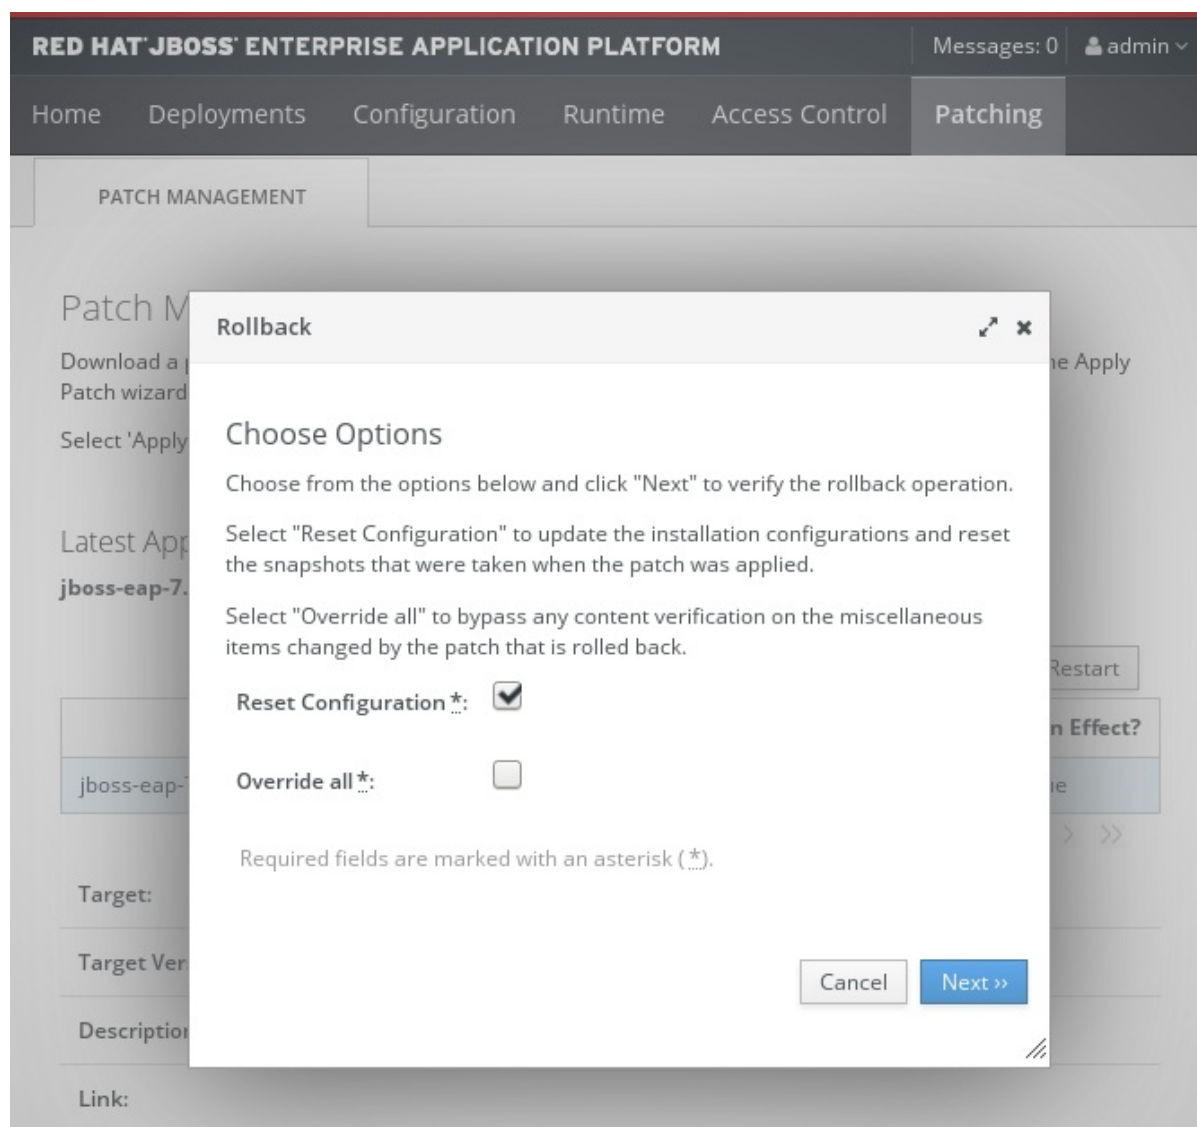 RED HAT JBOSS ENTERPRISE APPLICATION PLATFORM
Messages: 0
admin
Home
Deployments
Configuration
Runtime
Access Control
Patching
PATCH MANAGEMENT
Patch
Rollback
Download a
he Apply
Patch wizard
Select 'Apply
Choose Options
Choose from the options below and click "Next" to verify the rollback operation.
Select "Reset Configuration" to update the installation configurations and reset
the snapshots that were taken when the patch was applied.
Latest
jboss-eap-7.
Select "Override all" to bypass any content verification on the miscellaneous
items changed by the patch that is rolled back.
Restart
Reset Configuration *:
n Effect?
Override all *:
jboss-eap-
Required fields are marked with an asterisk ( *).
Target:
Target Ver
Cancel
Next ››
Description
Link: